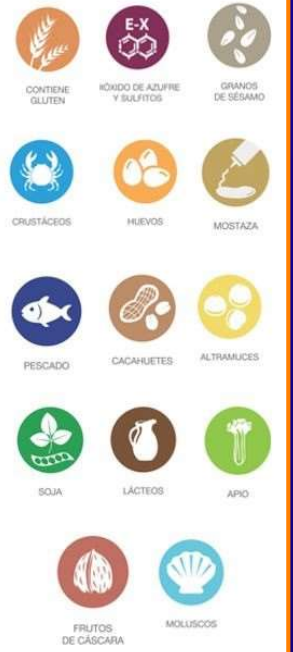 E-X
CONTIENE
GLUTEN
IÓXIDO DE AZUFRE
Y SULFITOS
GRANOS
DE SÉSAMO
CRUSTÁCEOS
HUEVOS
MOSTAZA
PESCADO
CACAHUETES
ALTRAMUCES
SOJA
LÁCTEOS
APIO
FRUTOS
DE CÁSCARA
MOLUSCOS